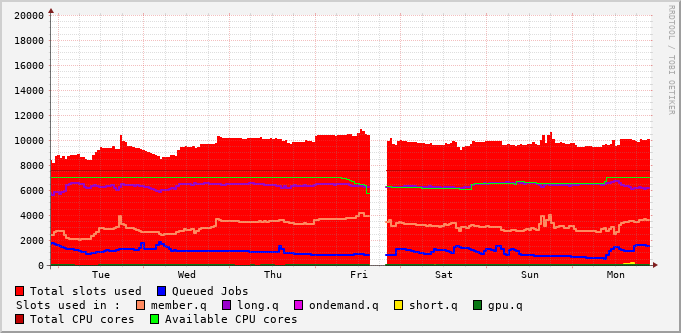 20000
18000
16000
14000
12000
10000
8000
6000
4000
2000
0
Tue Wed Thu Fri Sat Sun Mon
RRDTOOL / TOBI OETIKER
Total slots used Queued Jobs
Slots used in : member.q long.q ondemand.q short.q gpu.q
Total CPU cores Available CPU cores